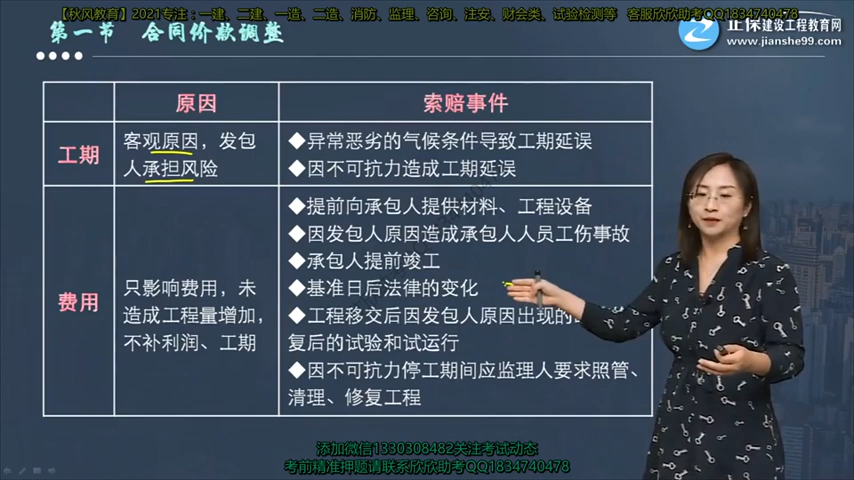 【秋风教育】2021专注：一建、二建、一造、二造、消防、监理、咨询、注安、财会类、试验检测等 客服欣欣助考QQ1834740478
第一节 合同价款调整
正保建设工程教育网
www.jianshe99.com
原因
索赔事件
工期
客观原因，发包
人承担风险
◆异常恶劣的气候条件导致工期延误
◆因不可抗力造成工期延误
费用
只影响费用，未
造成工程量增加，
不补利润、工期
◆提前向承包人提供材料、工程设备
◆因发包人原因造成承包人人员工伤事故
◆承包人提前竣工
◆基准日后法律的变化
◆工程移交后因发包人原因出现的
复后的试验和试运行
◆因不可抗力停工期间应监理人要求照管、
清理、修复工程
添加微信1330308482关注考试动态
考前精准押题请联系欣欣助考QQ1834740478